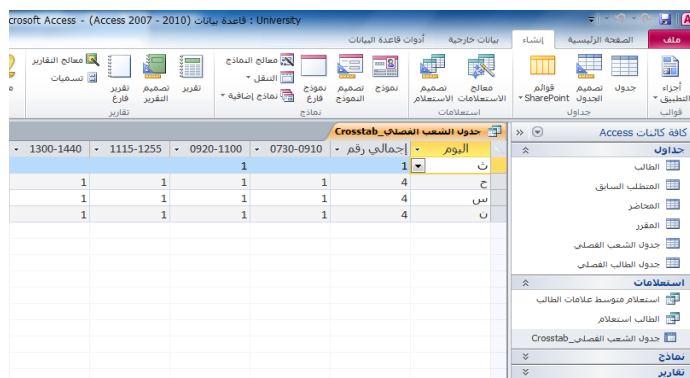 crosoft Access - (Access 2007 - 2010) قاعدة بيانات : University
ملف الصفحة الرئيسية إنشاء بيانات خارجية أدوات قاعدة البيانات
أجزاء التطبيق
جدول
تصميم الجدول
قوائم SharePoint
معالج الاستعلامات
تصميم الاستعلام
نموذج
تصميم النموذج
نموذج فارغ
معالج النماذج
التنقل
نماذج إضافية
تقرير
تصميم التقرير
تقرير فارغ
معالج التقارير
تسميات
قوالب جداول استعلامات نماذج تقارير
كافة كائنات Access
جداول
الطالب
المتطلب السابق
المحاضر
المقرر
جدول الشعب الفصلي
جدول الطالب الفصلي
استعلامات
استعلام متوسط علامات الطالب
الطالب استعلام
جدول الشعب الفصلي_Crosstab
نماذج
تقارير
جدول الشعب الفصلي_Crosstab
اليوم إجمالي رقم 0730-0910 0920-1100 1115-1255 1300-1440
ث 1 1
ح 4 1 1 1 1
س 4 1 1 1 1
ن 4 1 1 1 1